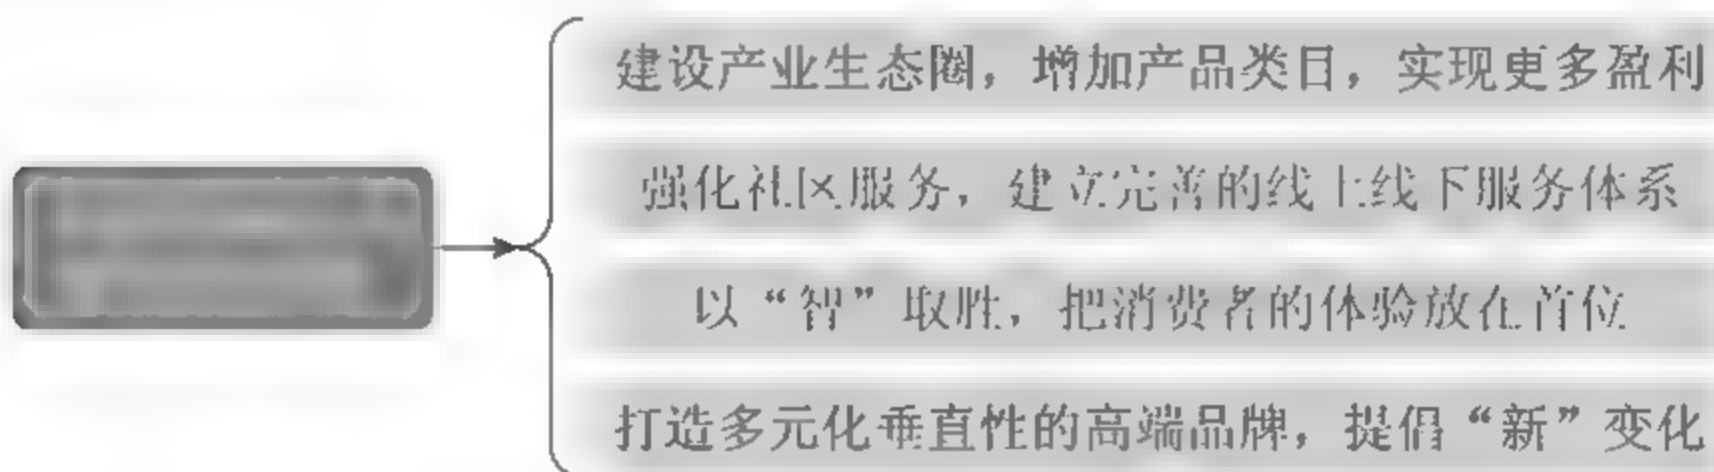 建设产业生态圈，增加产品类目，实现更多盈利
强化社区服务，建立完善的线上线下服务体系
以“智”取胜，把消费者的体验放在首位
打造多元化垂直性的高端品牌，提倡“新”变化